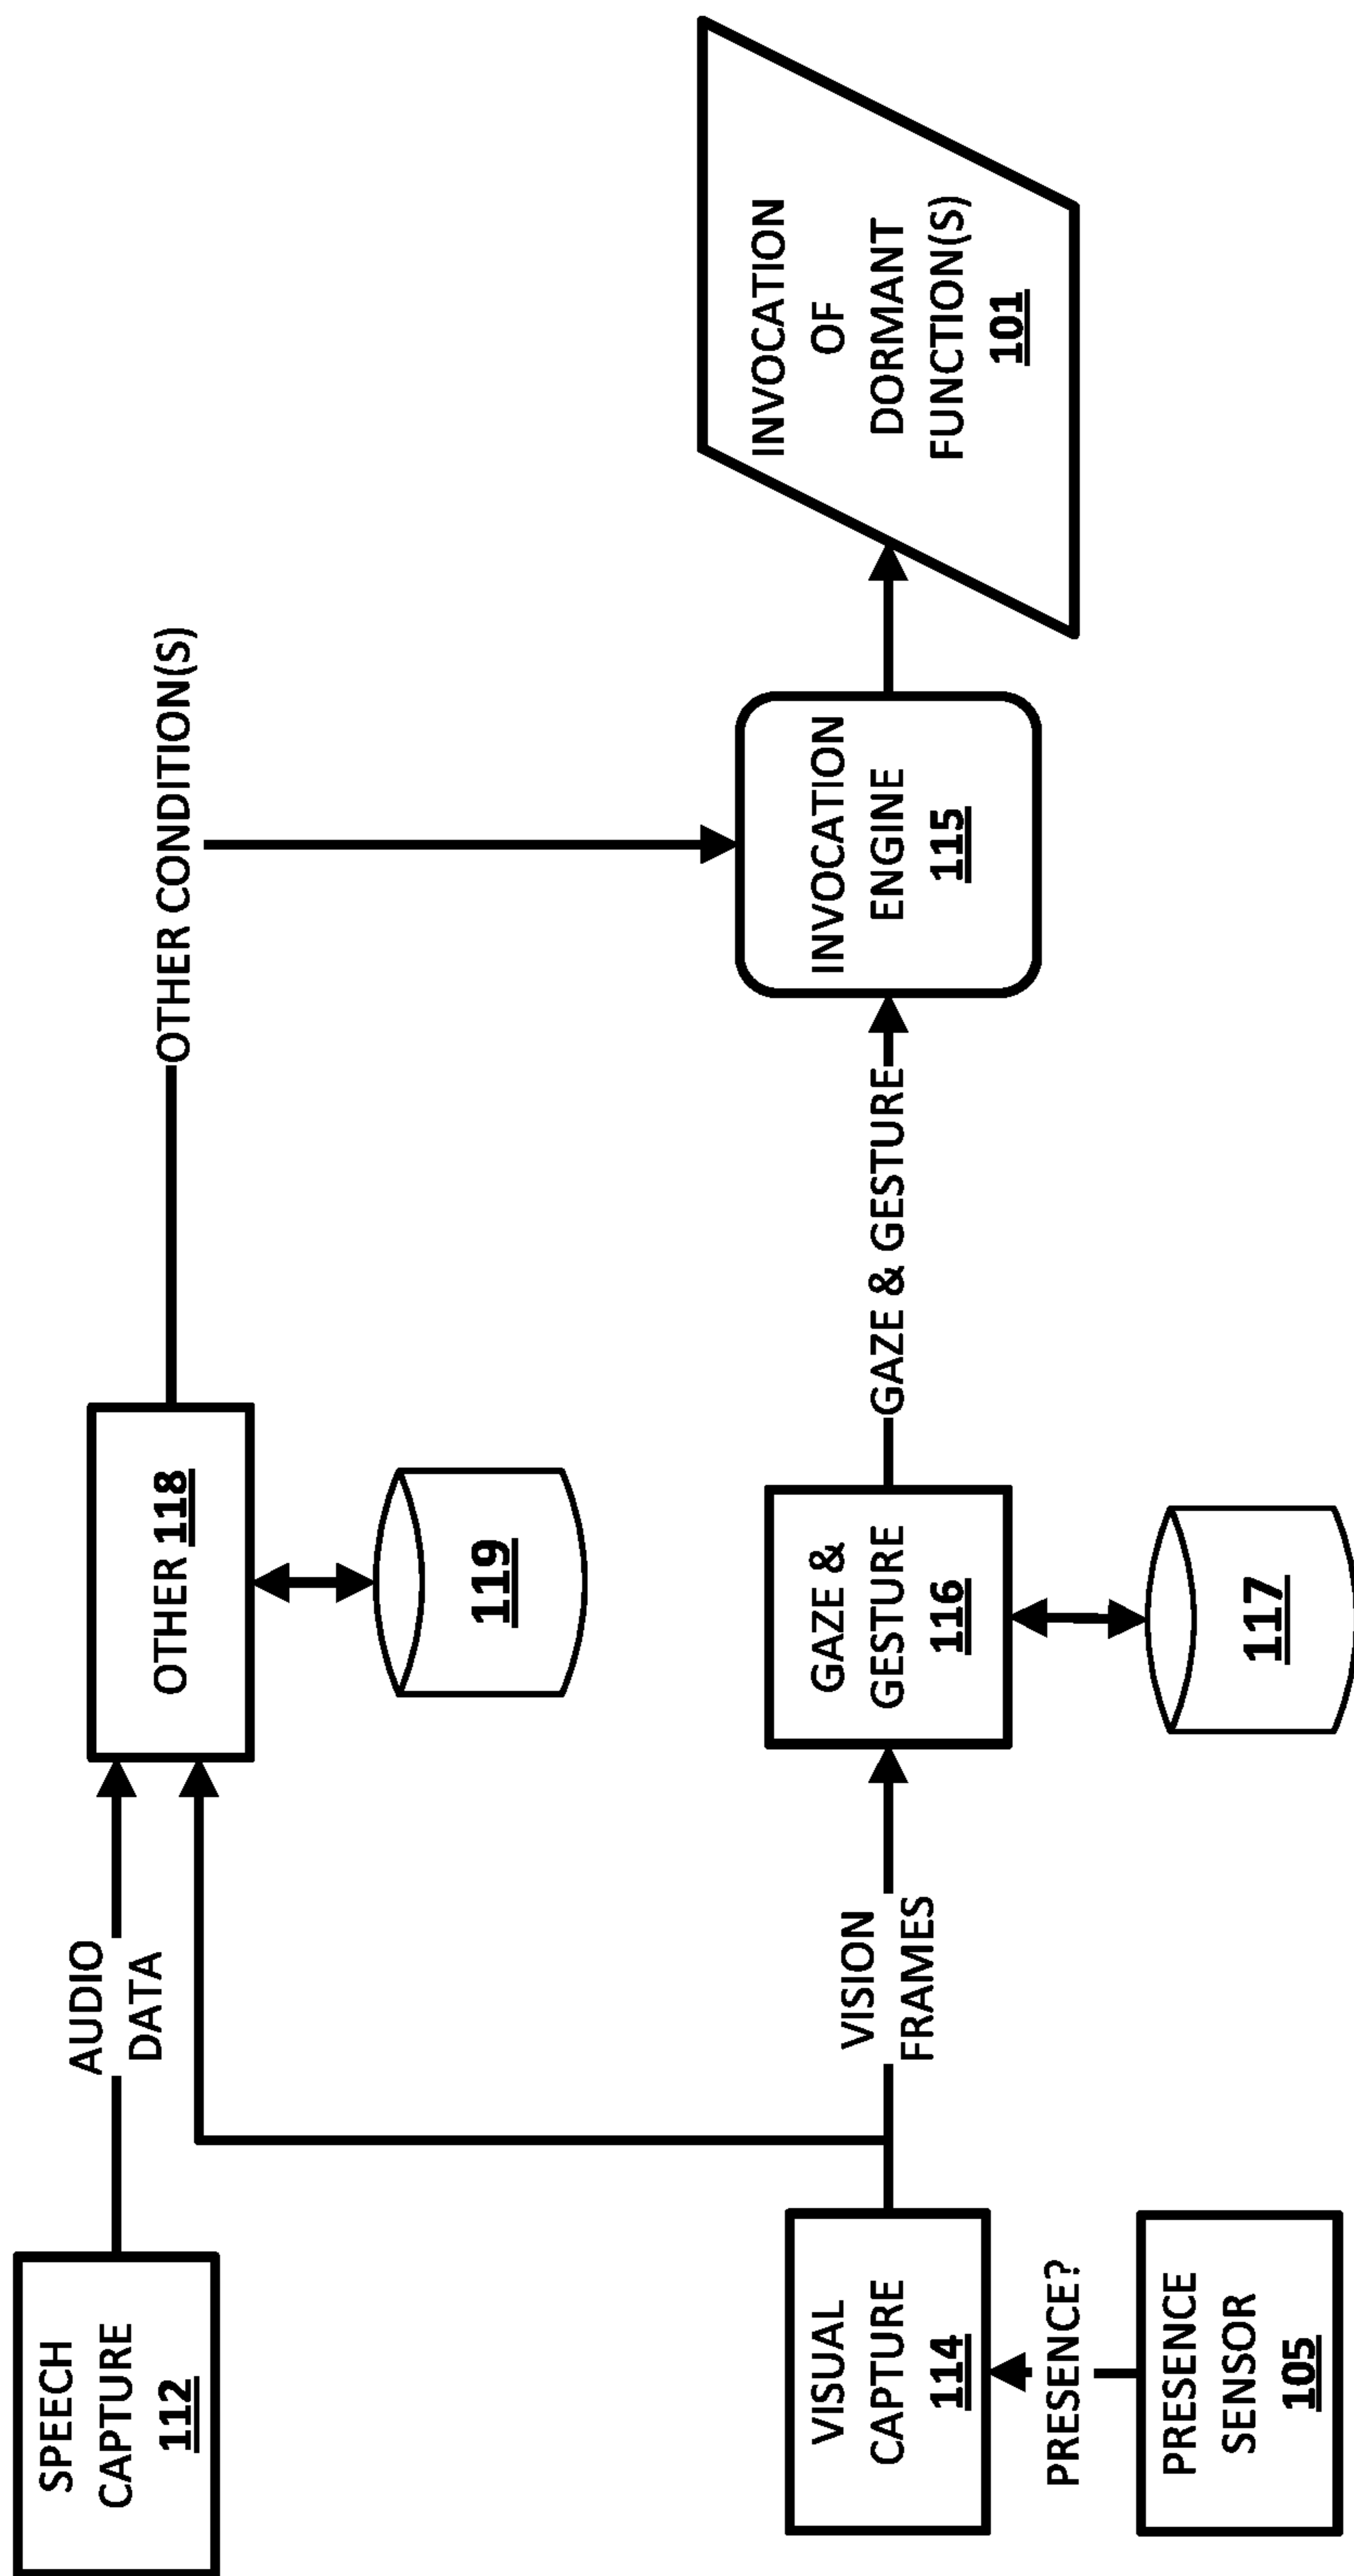 SPEECH
CAPTURE
112
AUDIO
DATA
OTHER 118
119
OTHER CONDITION(S)
VISUAL
CAPTURE
114
PRESENCE?
PRESENCE
SENSOR
105
VISION
FRAMES
GAZE &
GESTURE
116
117
GAZE & GESTURE
INVOCATION
ENGINE
115
INVOCATION
OF
DORMANT
FUNCTION(S)
101